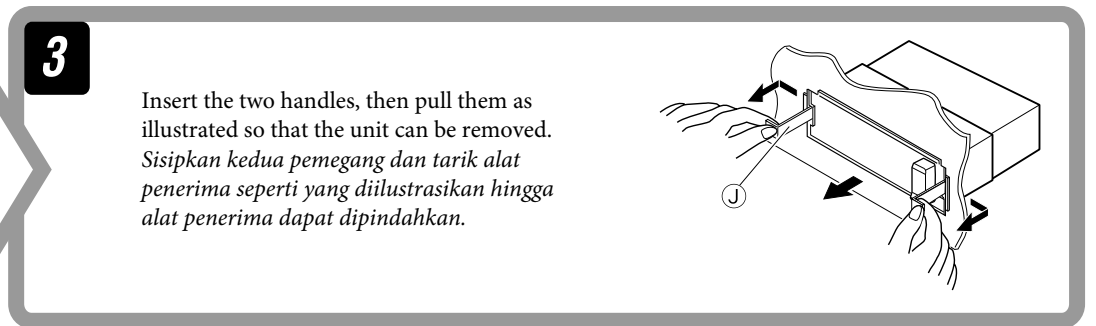 3
Insert the two handles, then pull them as
illustrated so that the unit can be removed.
Sisipkan kedua pemegang dan tarik alat
penerima seperti yang diilustrasikan hingga
alat penerima dapat dipindahkan.
J